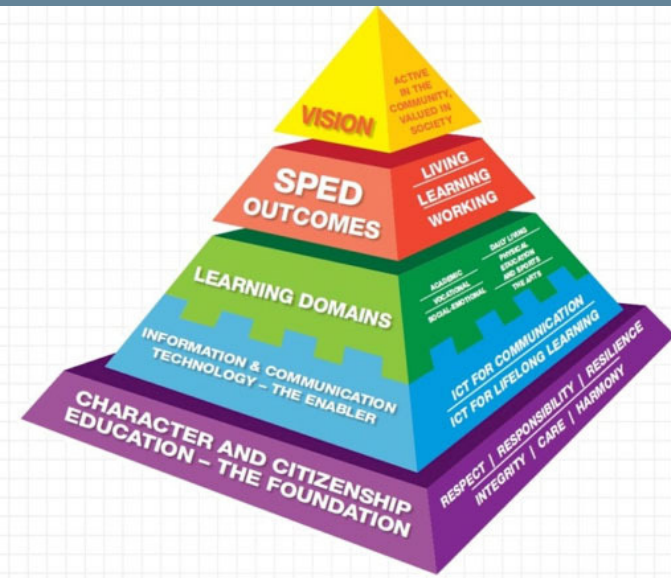 VISION
ACTIVE
IN THE
COMMUNITY,
VALUED IN
SOCIETY
SPED
OUTCOMES
LIVING
LEARNING
WORKING
LEARNING DOMAINS
ACADEMIC
VOCATIONAL
SOCIAL-EMOTIONAL
DAILY LIVING
PHYSICAL
EDUCATION
AND SPORTS
THE ARTS
INFORMATION & COMMUNICATION
TECHNOLOGY – THE ENABLER
ICT FOR COMMUNICATION
ICT FOR LIFELONG LEARNING
CHARACTER AND CITIZENSHIP
EDUCATION – THE FOUNDATION
RESPECT | RESPONSIBILITY | RESILIENCE
INTEGRITY | CARE | HARMONY